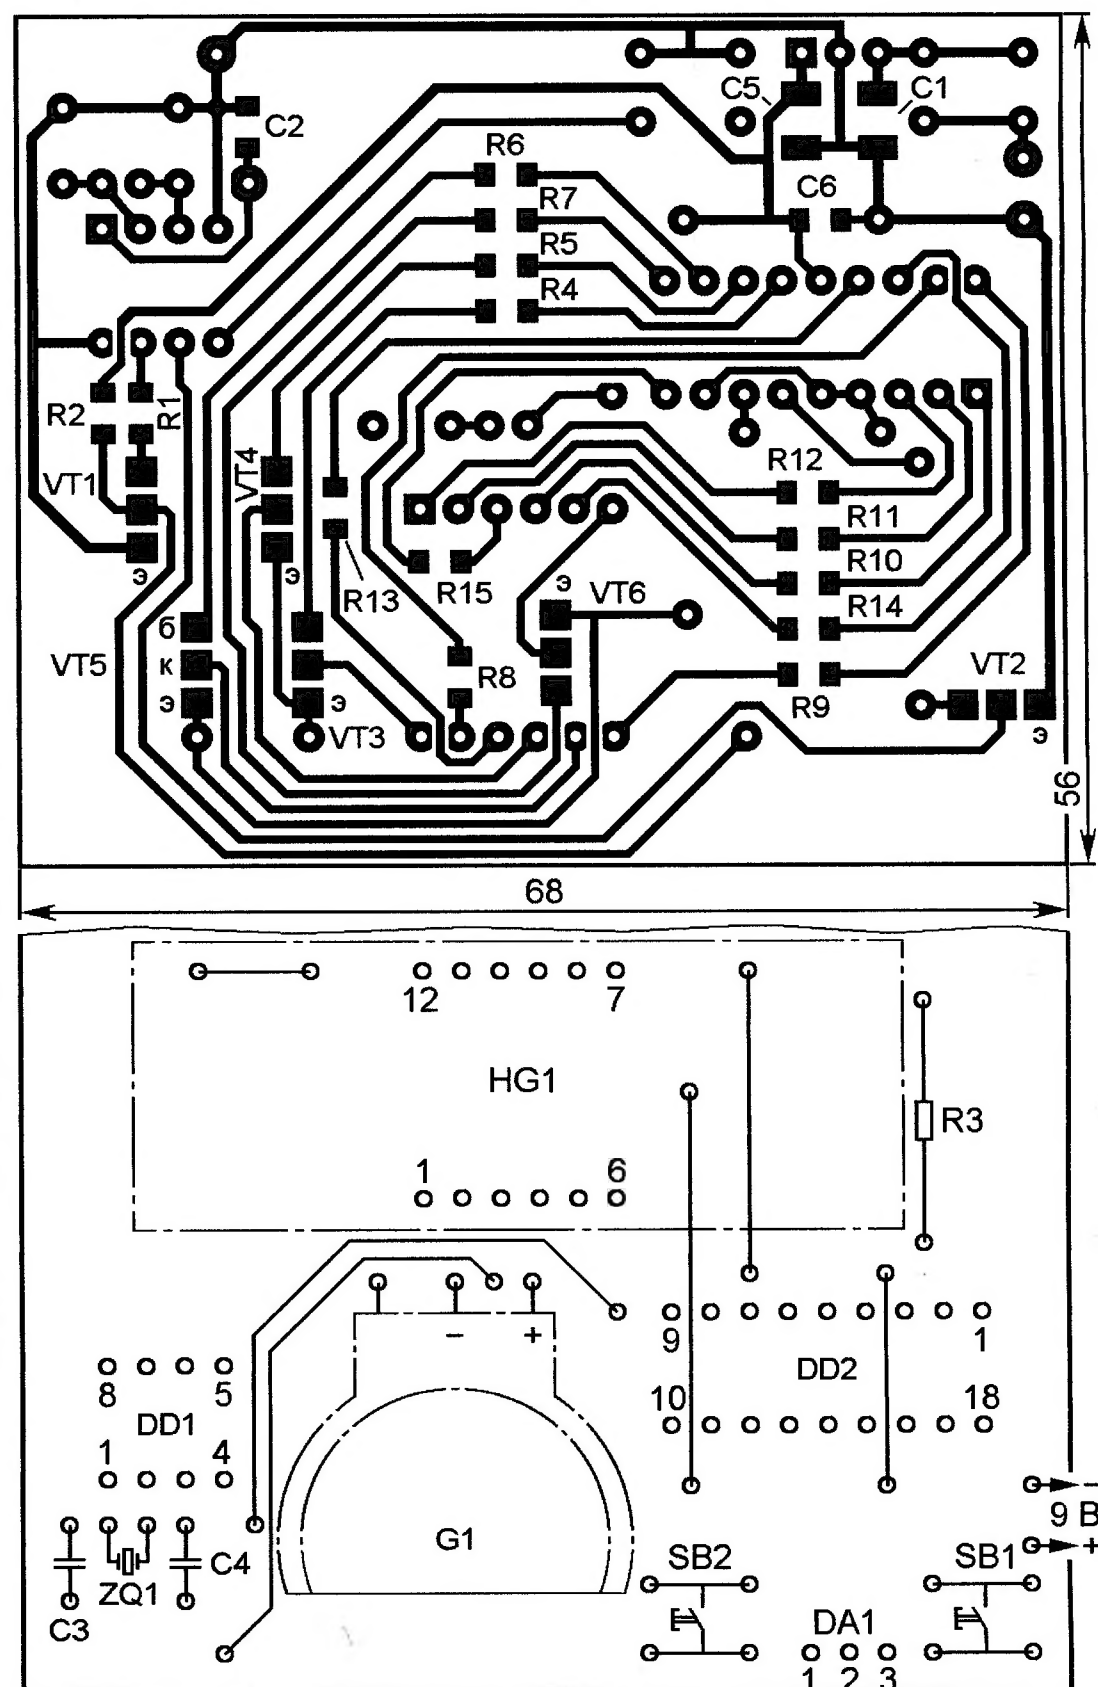 C5
C1
C2
R6
C6
R7
R5
R4
R2
R1
VT4
R12
VT1
R11
э
э
R13
R15
э
VT6
R10
R14
б
VT5
к
R8
VT2
э
э
VT3
R9
э
56
68
12
7
HG1
R3
1
6
−
+
9
1
8
5
DD2
DD1
10
18
1
4
−
9 В
+
G1
SB2
SB1
C4
ZQ1
C3
DA1
1
2
3